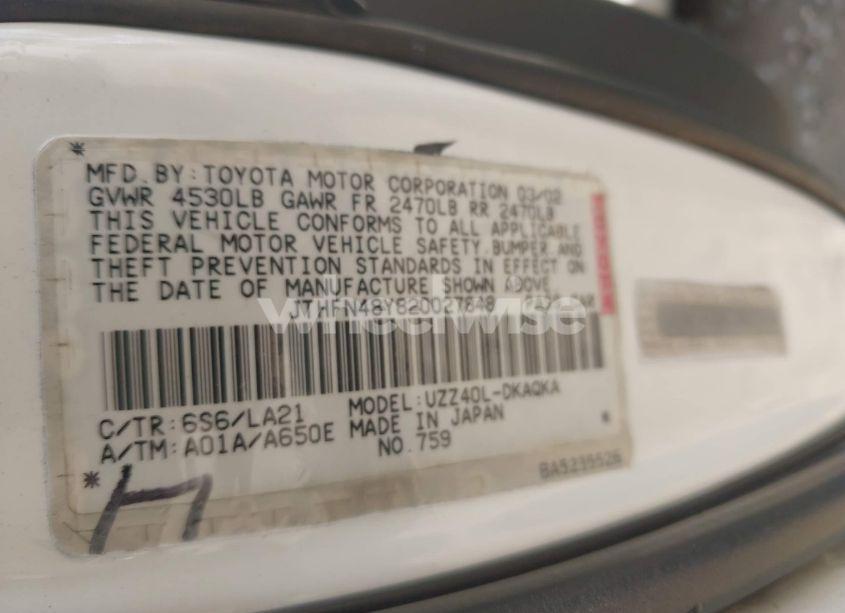 MFD. BY: TOYOTA MOTOR CORPORATION 03/02
GVWR 4530LB GAWR FR 2470LB RR 2470LB
THIS VEHICLE CONFORMS TO ALL APPLICABLE
FEDERAL MOTOR VEHICLE SAFETY, BUMPER, AND
THEFT PREVENTION STANDARDS IN EFFECT ON
THE DATE OF MANUFACTURE SHOWN ABOVE.
wheelwise
C/TR: 6S6/LA21 MODEL: UZZ40L-DKAQKA
A/TM: A01A/A650E MADE IN JAPAN
NO. 759
BA5239526